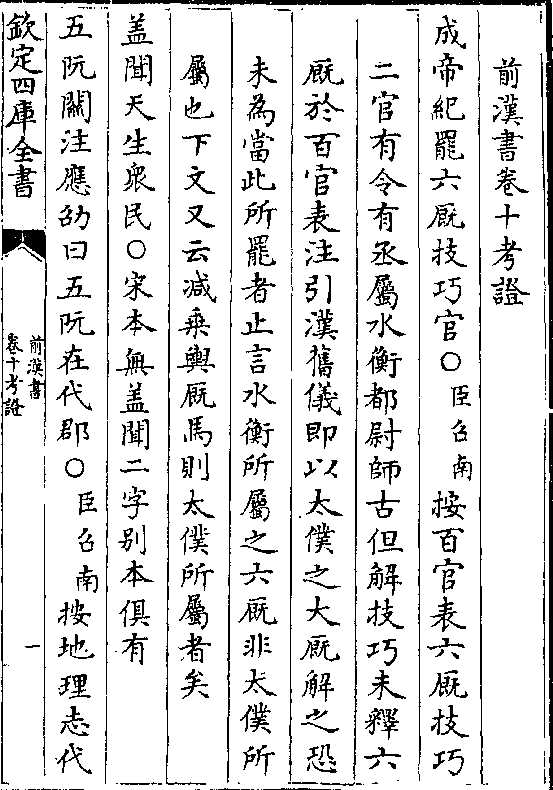 前漢書卷十考證
成帝紀罷六厩技巧官○臣召南按百官表六厩技巧
二官有令有丞屬水衡都尉師古但解技巧未釋六
厩於百官表注引漢舊儀即以太僕之大厩解之恐
未為當此所罷者止言水衡所屬之六厩非太僕所
屬也下文又云減乗輿厩馬則太僕所屬者矣
盖聞天生衆民○宋本無盖聞二字别本俱有
五阮關注應劭曰五阮在代郡○臣召南按地理志代
欽定四庫全書
前漢書
卷十考證
一